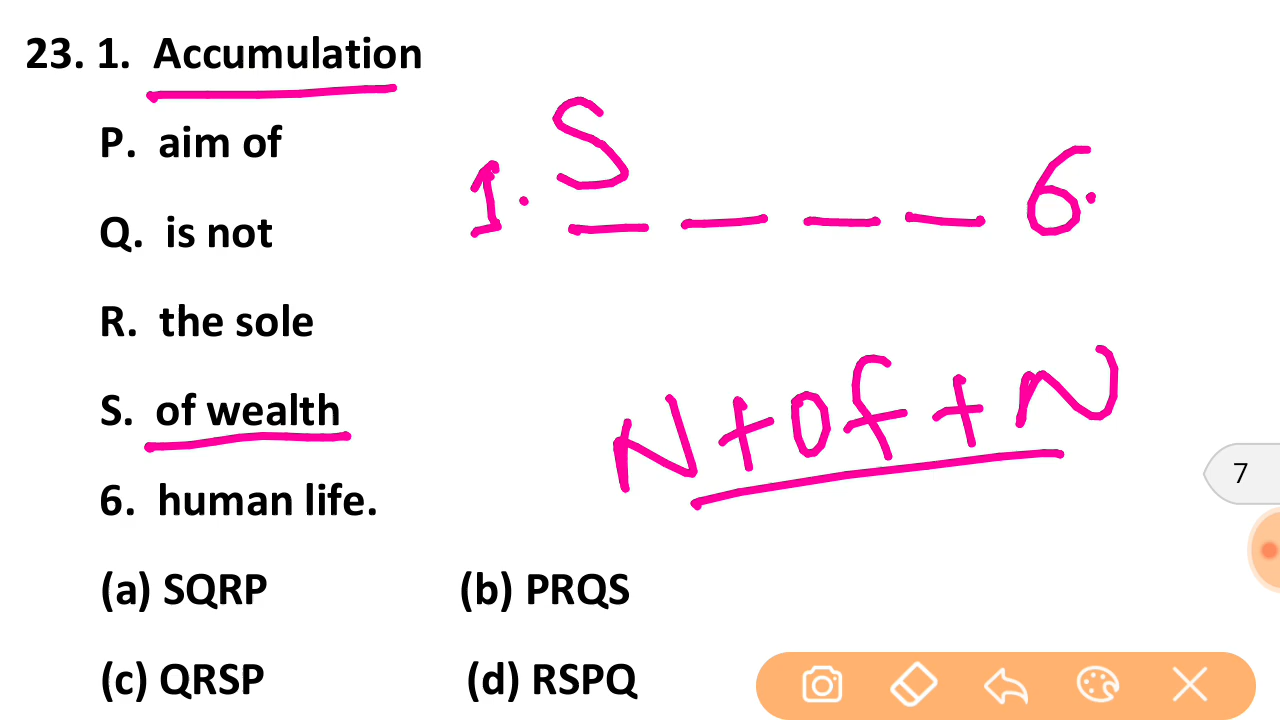 23. 1. Accumulation
P. aim of
Q. is not
R. the sole
S. of wealth
6. human life.
(a) SQRP (b) PRQS
(c) QRSP (d) RSPQ
1. S 6.
N+of+N
7